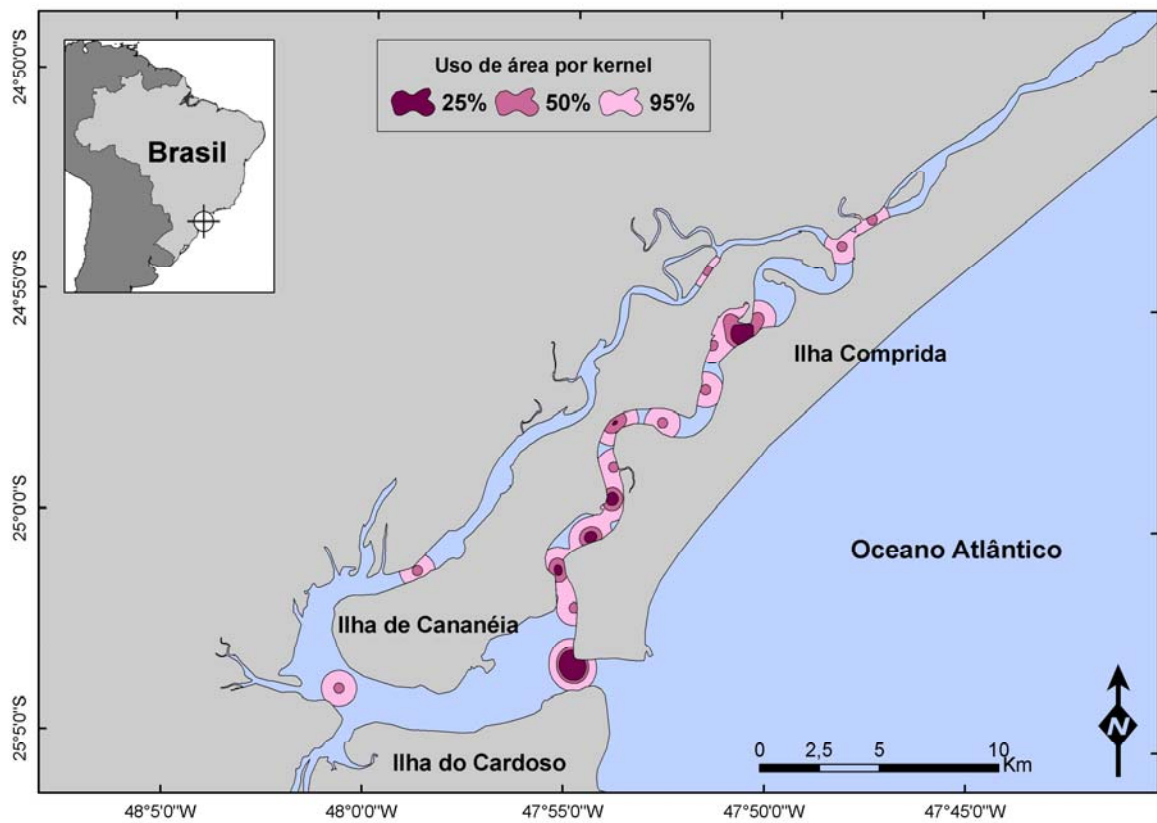 Uso de área por kernel
25% 50% 95%
Brasil
Ilha Comprida
Oceano Atlântico
Ilha de Cananéia
Ilha do Cardoso
N
0 2,5 5 10
Km
24°50'0"S
24°55'0"S
25°0'0"S
25°5'0"S
48°5'0"W 48°0'0"W 47°55'0"W 47°50'0"W 47°45'0"W